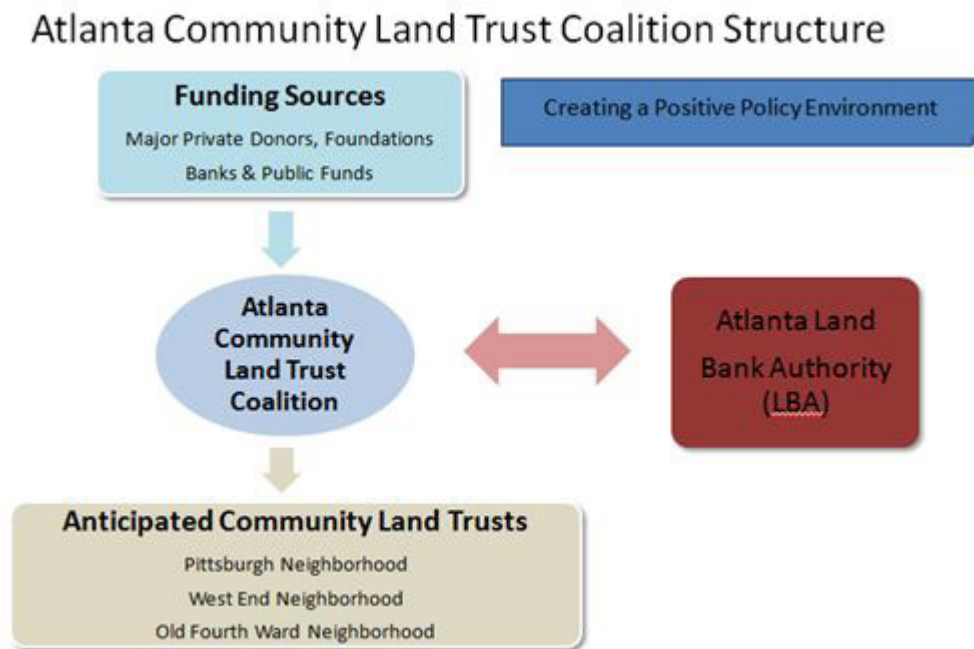 Atlanta Community Land Trust Coalition Structure
Funding Sources
Major Private Donors, Foundations
Banks & Public Funds
Creating a Positive Policy Environment
Atlanta
Community
Land Trust
Coalition
Atlanta Land
Bank Authority
(LBA)
Anticipated Community Land Trusts
Pittsburgh Neighborhood
West End Neighborhood
Old Fourth Ward Neighborhood